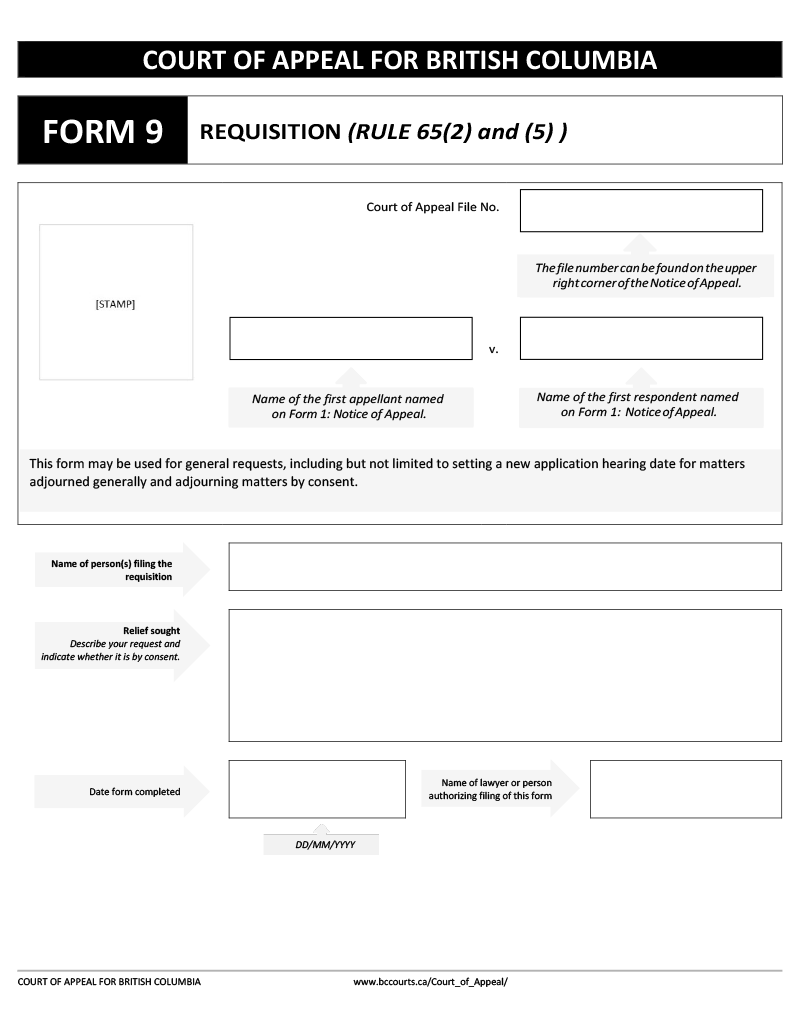 COURT OF APPEAL FOR BRITISH COLUMBIA
FORM 9
REQUISITION (RULE 65(2) and (5) )
Court of Appeal File No.
The file number can be found on the upper
right corner of the Notice of Appeal.
[STAMP]
v.
Name of the first appellant named
on Form 1: Notice of Appeal.
Name of the first respondent named
on Form 1: Notice of Appeal.
This form may be used for general requests, including but not limited to setting a new application hearing date for matters
adjourned generally and adjourning matters by consent.
Name of person(s) filing the
requisition
Relief sought
Describe your request and
indicate whether it is by consent.
Date form completed
Name of lawyer or person
authorizing filing of this form
DD/MM/YYYY
COURT OF APPEAL FOR BRITISH COLUMBIA
www.bccourts.ca/Court_of_Appeal/